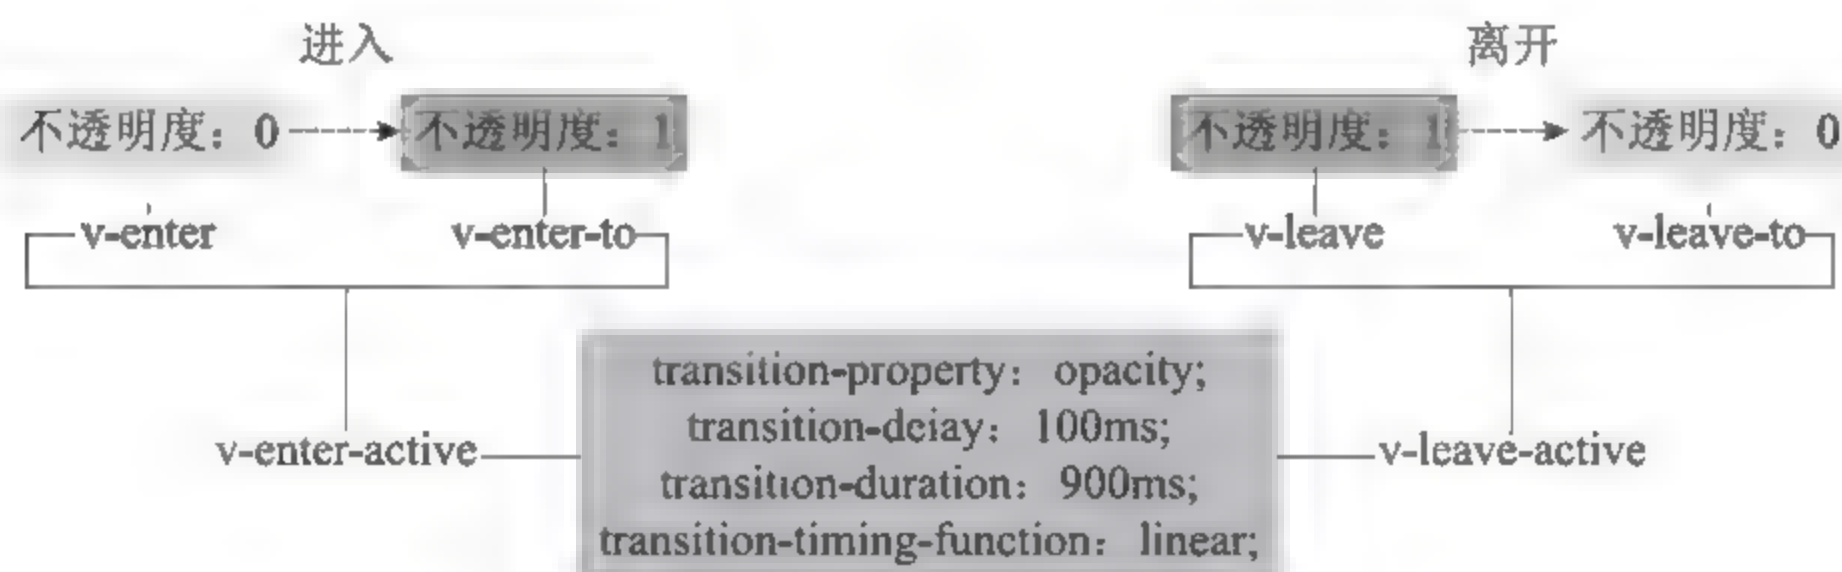 进入
离开
不透明度：0
不透明度：1
不透明度：1
不透明度：0
v-enter
v-enter-to
v-leave
v-leave-to
transition-property：opacity;
transition-deiay：100ms;
v-enter-active
v-leave-active
transition-duration：900ms;
transition-timing-function：linear;